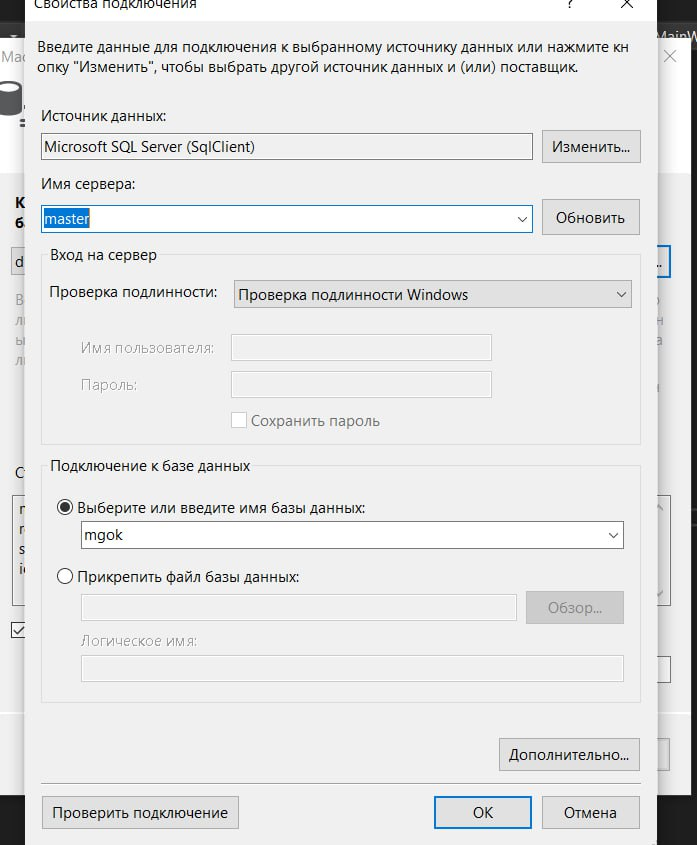 Свойства подключения
?
MainW
Мас
Введите данные для подключения к выбранному источнику данных или нажмите кн
опку "Изменить", чтобы выбрать другой источник данных и (или) поставщик.
Источник данных:
Microsoft SQL Server (SqlClient)
Изменить...
Имя сервера:
master
Обновить
Вход на сервер
Проверка подлинности:
Проверка подлинности Windows
Имя пользователя:
Пароль:
Сохранить пароль
Подключение к базе данных
Выберите или введите имя базы данных:
mgok
Прикрепить файл базы данных:
Обзор...
Логическое имя:
Дополнительно...
Проверить подключение
ОК
Отмена